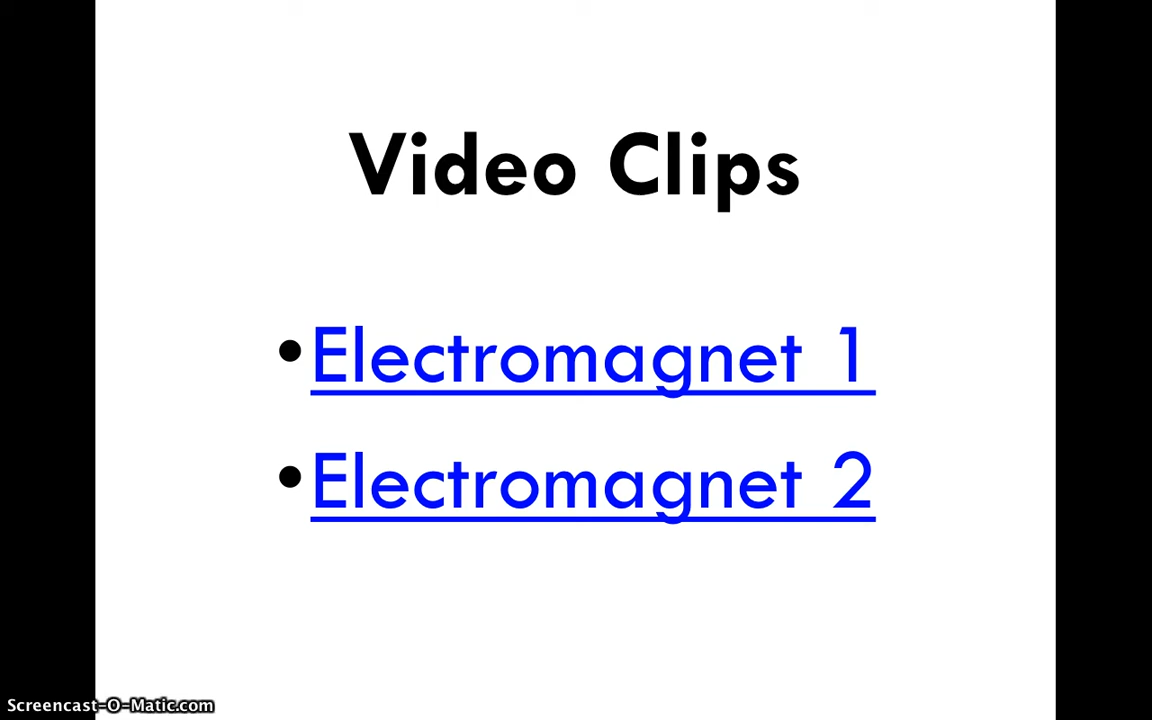 Video Clips
•Electromagnet 1
•Electromagnet 2
Screencast-O-Matic.com